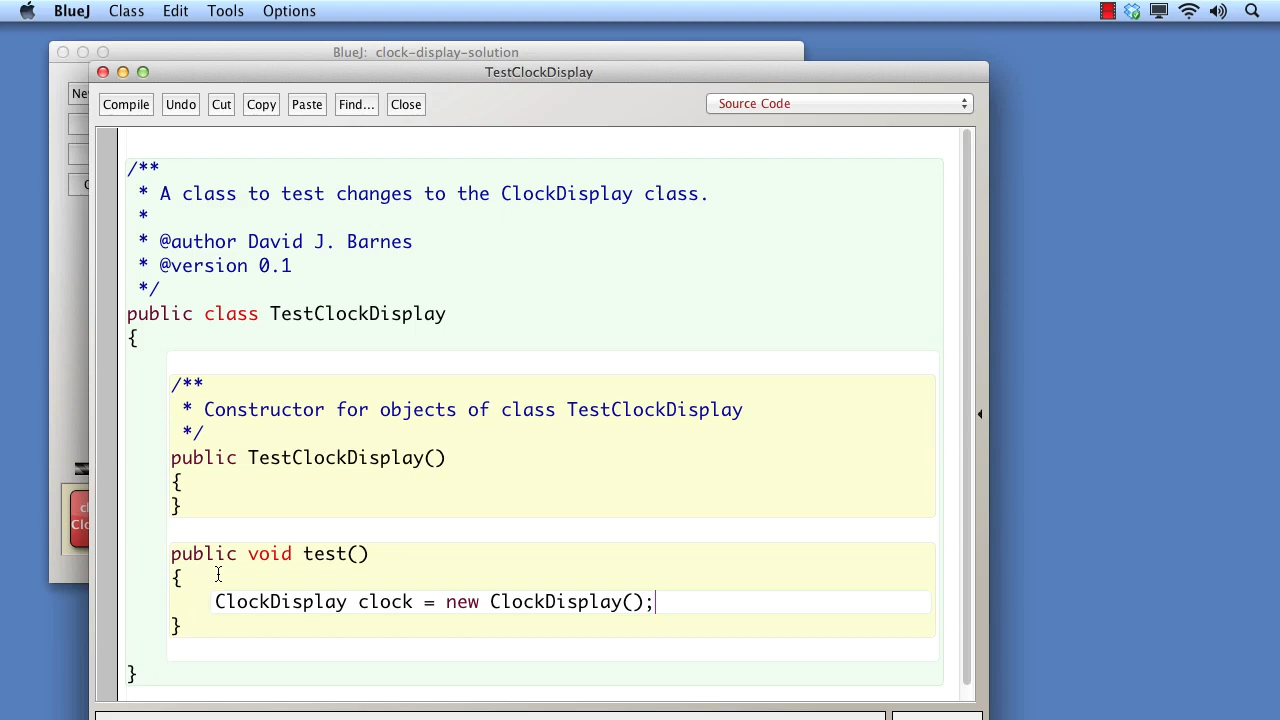 BlueJ Class Edit Tools Options
BlueJ: clock-display-solution
TestClockDisplay
Compile Undo Cut Copy Paste Find... Close Source Code
/**
* A class to test changes to the ClockDisplay class.
*
* @author David J. Barnes
* @version 0.1
*/
public class TestClockDisplay
{
/**
* Constructor for objects of class TestClockDisplay
*/
public TestClockDisplay()
{
}
public void test()
{
ClockDisplay clock = new ClockDisplay();
}
}